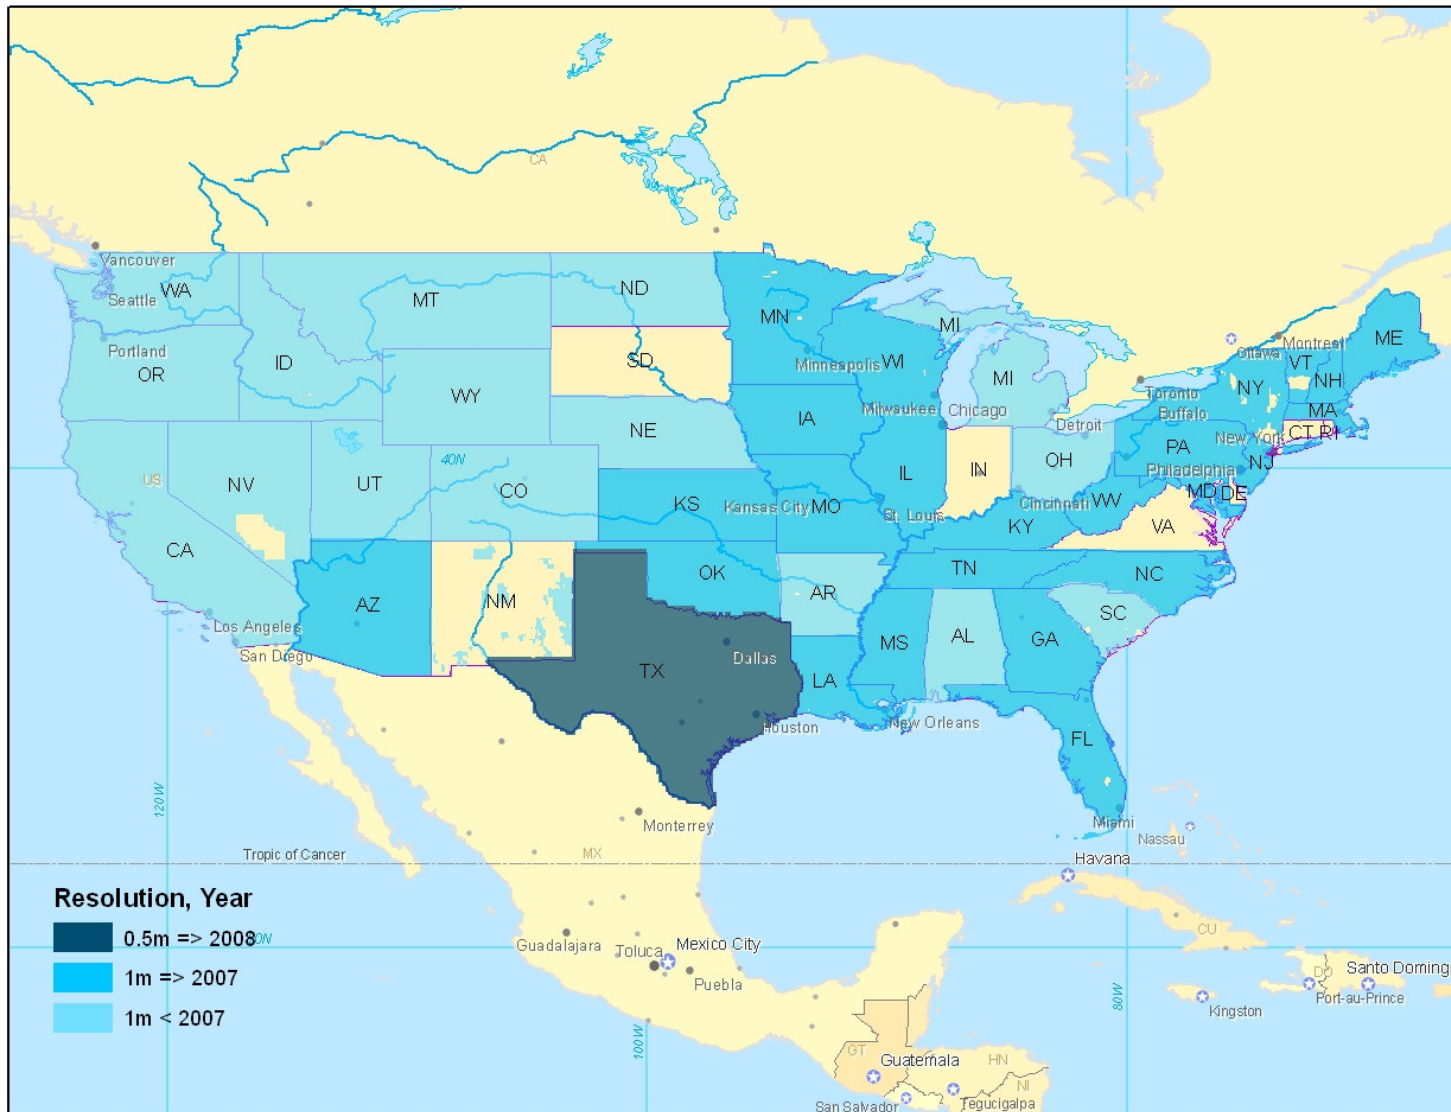 CA
Vancouver
WA
Seattle
MT
ND
MN
MI
ME
Ottawa
Montreal
Portland
OR
ID
SD
Minneapolis
WI
MI
VT
NH
WY
Toronto
NY
MA
Buffalo
IA
Milwaukee
Chicago
Detroit
NE
New York
CT
RI
PA
40N
IL
IN
OH
Philadelphia
NJ
US
NV
UT
CO
KS
Kansas City
MO
St. Louis
Cincinnati
WV
MD
DE
KY
VA
CA
AZ
NM
OK
AR
TN
NC
SC
Los Angeles
San Diego
TX
Dallas
LA
MS
AL
GA
Houston
New Orleans
FL
120W
Monterrey
Miami
Nassau
Tropic of Cancer
MX
Havana
Resolution, Year
0.5m => 2008
0N
1m => 2007
1m < 2007
Guadalajara
Toluca
Mexico City
Puebla
CU
DO
Santo Doming
Port-au-Prince
Kingston
80W
100W
GT
Guatemala
HN
NI
San Salvador
Tegucigalpa